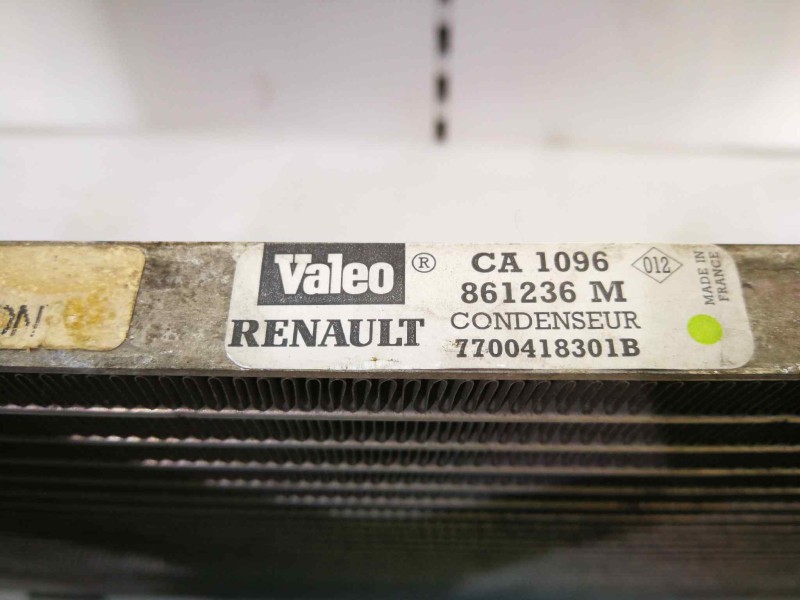 Valeo ® CA 1096 012
861236 M
RENAULT CONDENSEUR
7700418301B
MADE IN
FRANCE